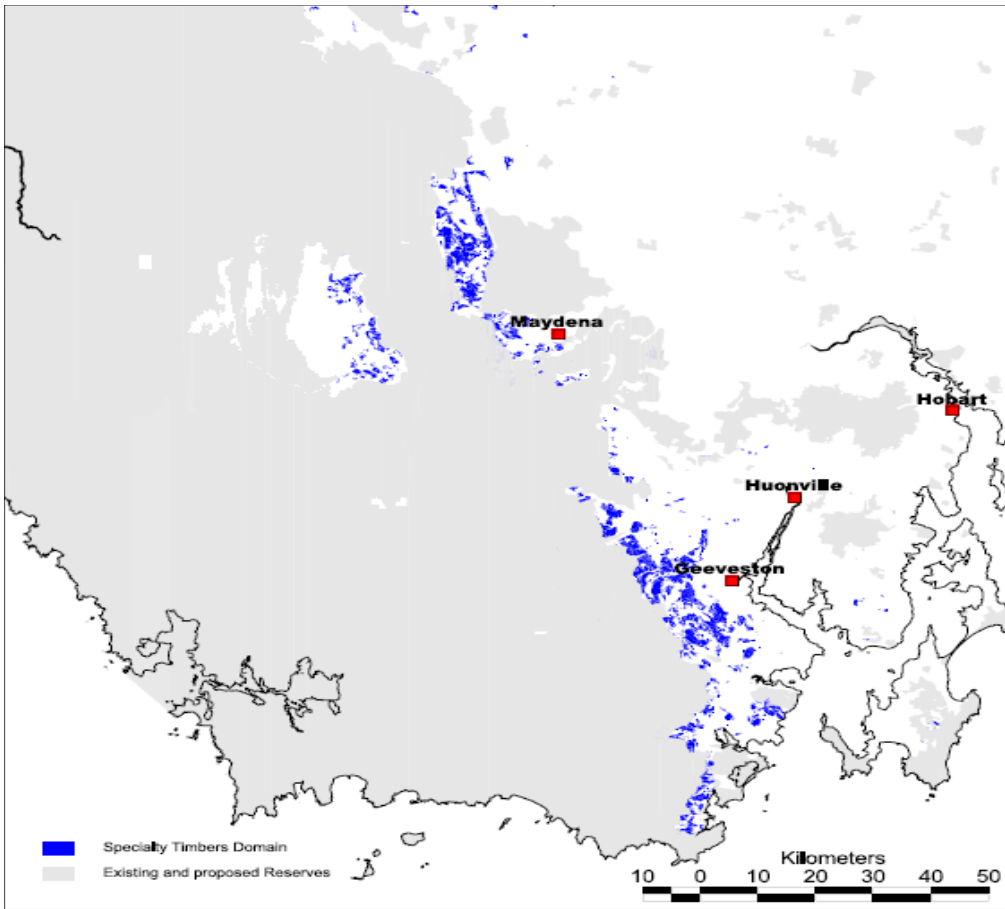 Maydena
Hobart
Huonville
Geeveston
Specialty Timbers Domain
Existing and proposed Reserves
Kilometers
10 0 10 20 30 40 50